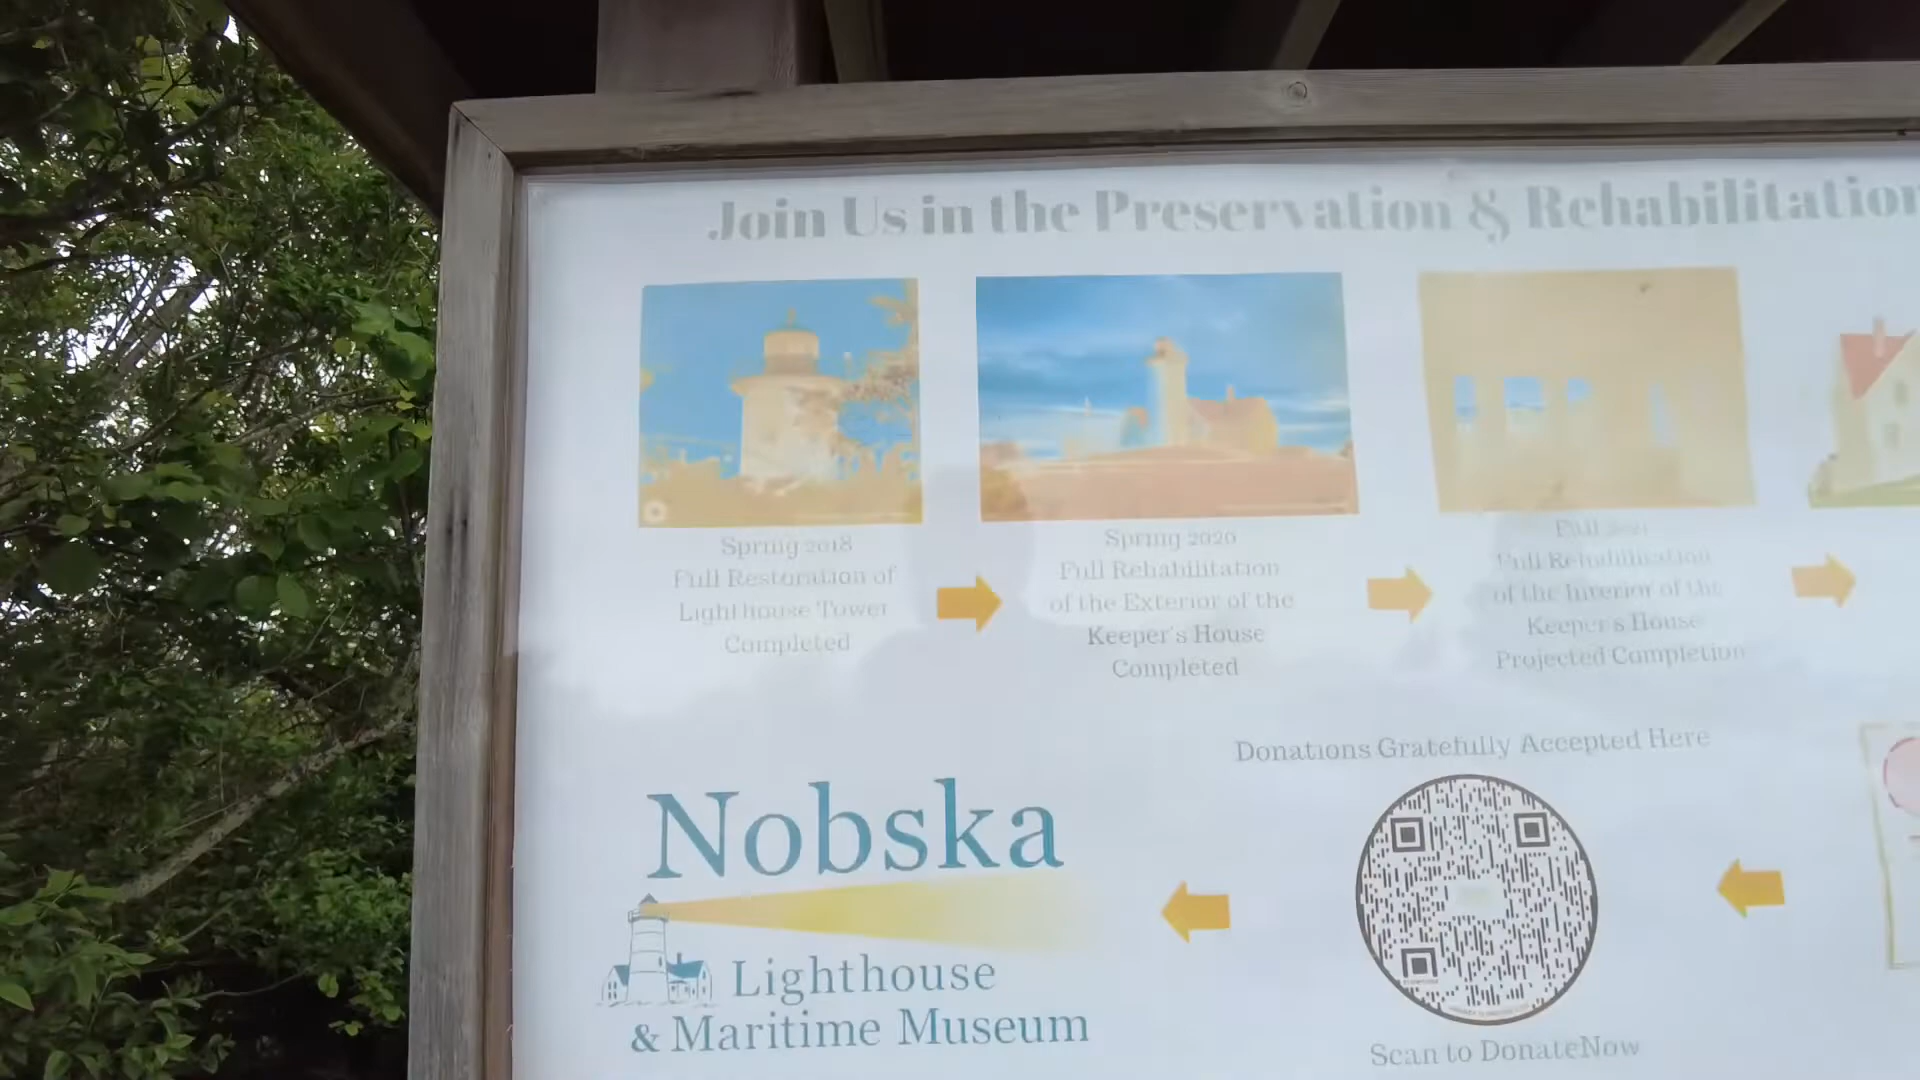 Join Us in the Preservation & Rehabilitation
Spring 2018
Full Restoration of
Lighthouse Tower
Completed
Spring 2020
Full Rehabilitation
of the Exterior of the
Keeper's House
Completed
Fall 2021
Full Rehabilitation
of the Interior of the
Keeper's House
Projected Completion
Donations Gratefully Accepted Here
Nobska
Lighthouse
& Maritime Museum
Scan to DonateNow